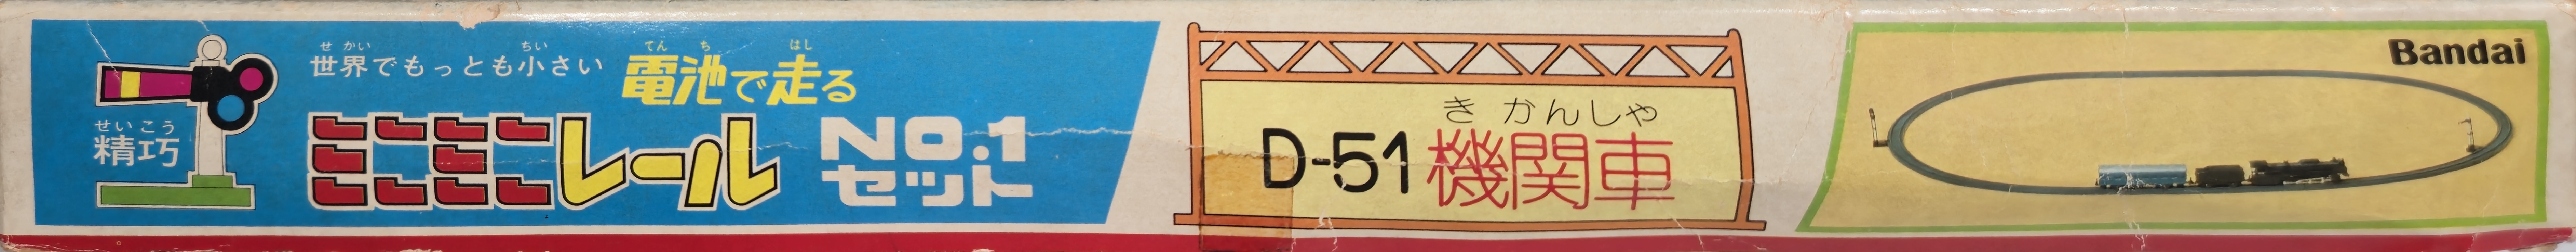 せいこう
精巧
せかい ちい
世界でもっとも小さい
てんち はし
電池で走る
ミニミニレール
NO.1
セット
きかんしゃ
D-51機関車
Bandai